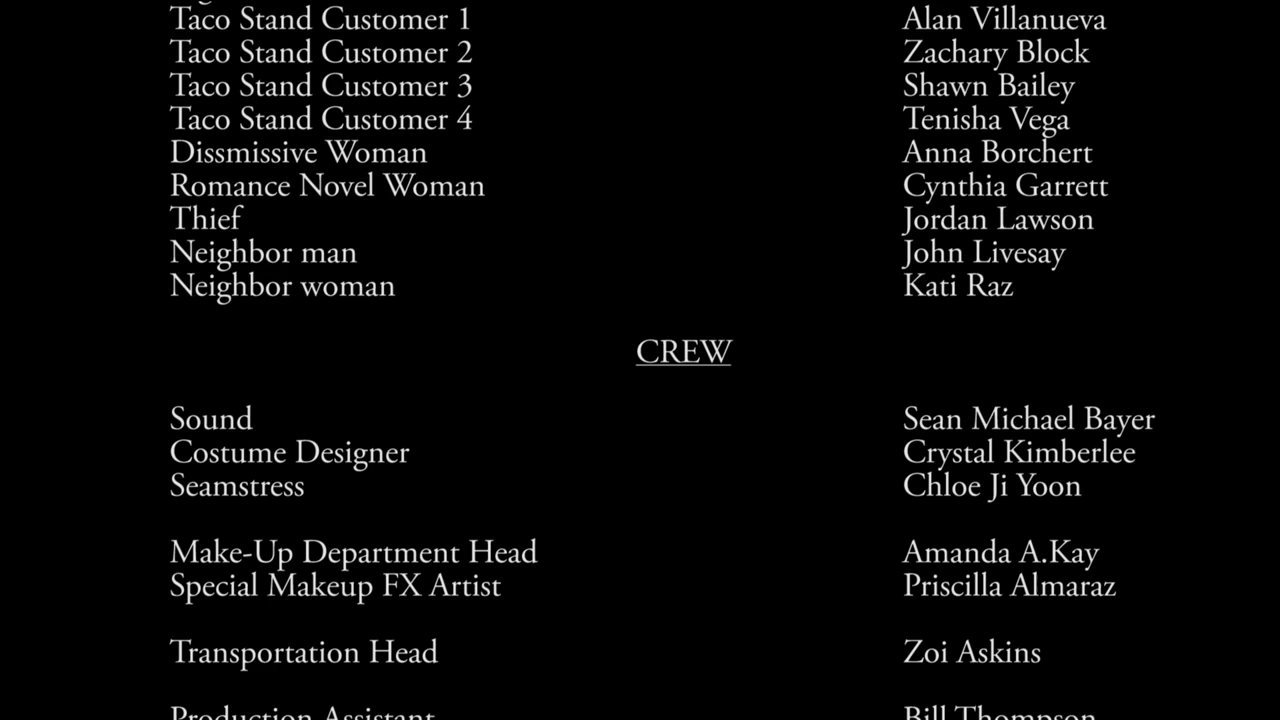 Taco Stand Customer 1 Alan Villanueva
Taco Stand Customer 2 Zachary Block
Taco Stand Customer 3 Shawn Bailey
Taco Stand Customer 4 Tenisha Vega
Dissmissive Woman Anna Borchert
Romance Novel Woman Cynthia Garrett
Thief Jordan Lawson
Neighbor man John Livesay
Neighbor woman Kati Raz
CREW
Sound Sean Michael Bayer
Costume Designer Crystal Kimberlee
Seamstress Chloe Ji Yoon
Make-Up Department Head Amanda A.Kay
Special Makeup FX Artist Priscilla Almaraz
Transportation Head Zoi Askins
Production Assistant Bill Thompson